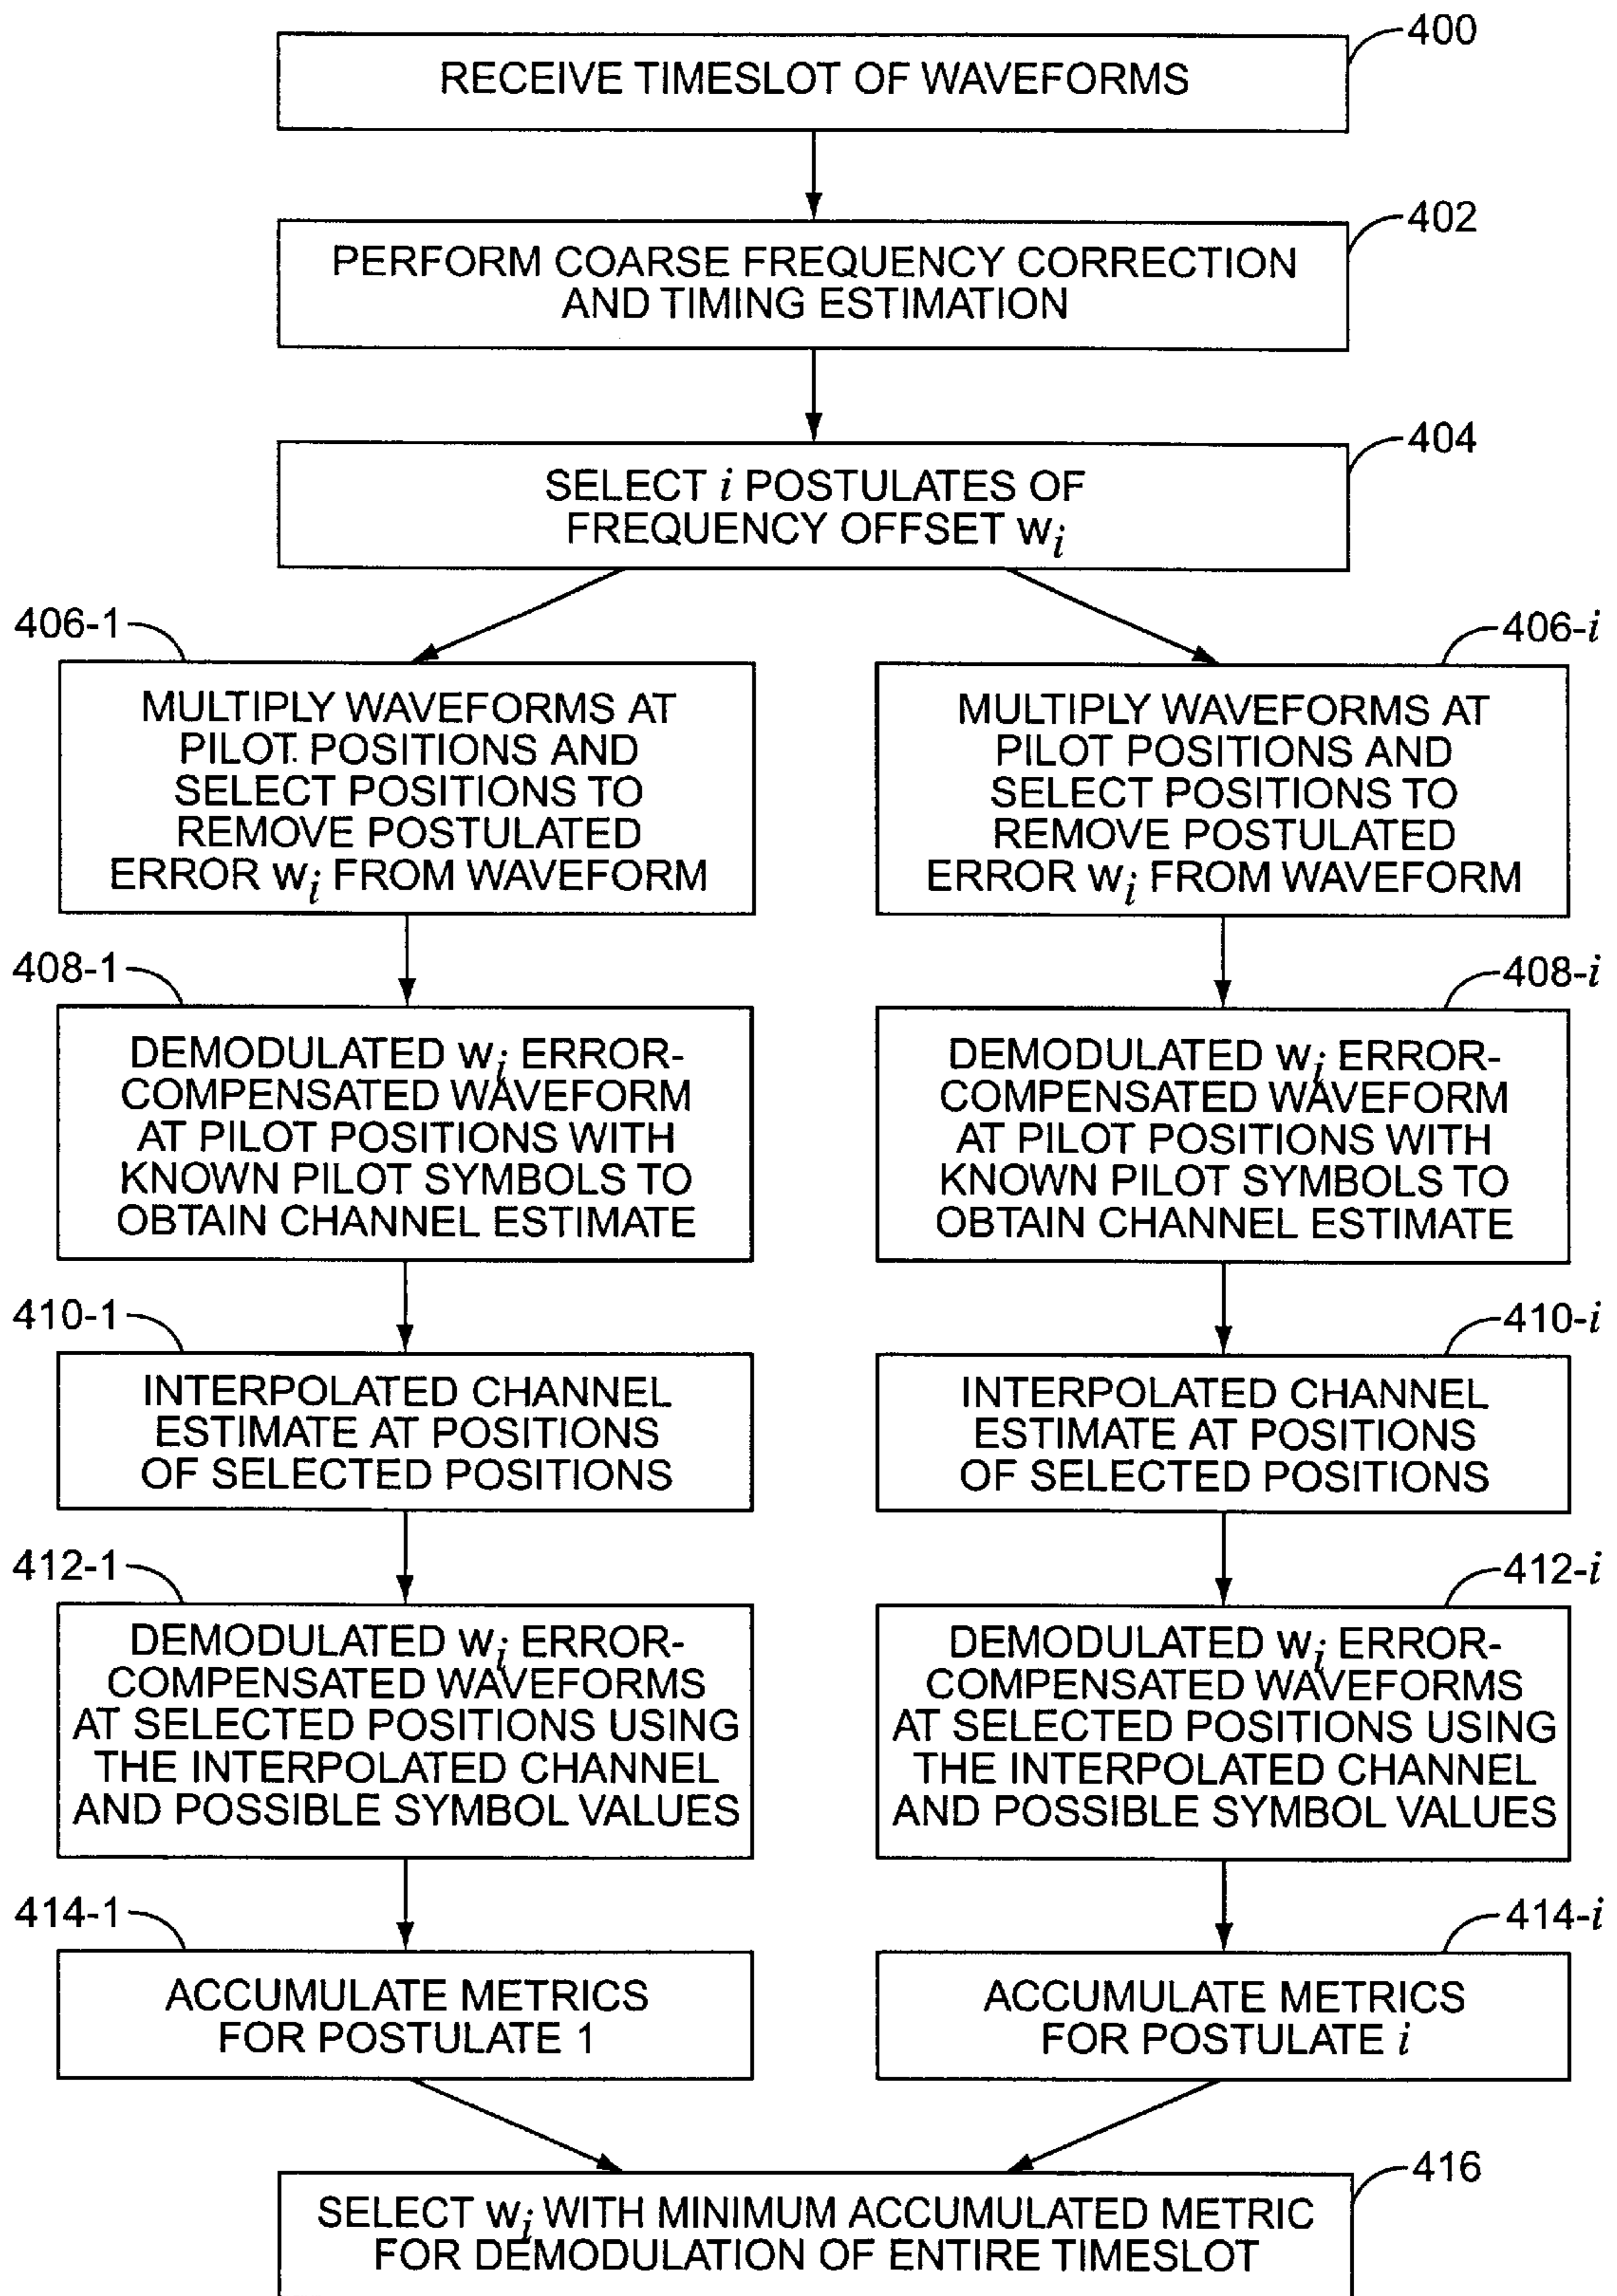 400
RECEIVE TIMESLOT OF WAVEFORMS
402
PERFORM COARSE FREQUENCY CORRECTION
AND TIMING ESTIMATION
404
SELECT i POSTULATES OF
FREQUENCY OFFSET wi
406-1
MULTIPLY WAVEFORMS AT
PILOT POSITIONS AND
SELECT POSITIONS TO
REMOVE POSTULATED
ERROR wi FROM WAVEFORM
406-i
MULTIPLY WAVEFORMS AT
PILOT POSITIONS AND
SELECT POSITIONS TO
REMOVE POSTULATED
ERROR wi FROM WAVEFORM
408-1
DEMODULATED wi ERROR-
COMPENSATED WAVEFORM
AT PILOT POSITIONS WITH
KNOWN PILOT SYMBOLS TO
OBTAIN CHANNEL ESTIMATE
408-i
DEMODULATED wi ERROR-
COMPENSATED WAVEFORM
AT PILOT POSITIONS WITH
KNOWN PILOT SYMBOLS TO
OBTAIN CHANNEL ESTIMATE
410-1
INTERPOLATED CHANNEL
ESTIMATE AT POSITIONS
OF SELECTED POSITIONS
410-i
INTERPOLATED CHANNEL
ESTIMATE AT POSITIONS
OF SELECTED POSITIONS
412-1
DEMODULATED wi ERROR-
COMPENSATED WAVEFORMS
AT SELECTED POSITIONS USING
THE INTERPOLATED CHANNEL
AND POSSIBLE SYMBOL VALUES
412-i
DEMODULATED wi ERROR-
COMPENSATED WAVEFORMS
AT SELECTED POSITIONS USING
THE INTERPOLATED CHANNEL
AND POSSIBLE SYMBOL VALUES
414-1
ACCUMULATE METRICS
FOR POSTULATE 1
414-i
ACCUMULATE METRICS
FOR POSTULATE i
416
SELECT wi WITH MINIMUM ACCUMULATED METRIC
FOR DEMODULATION OF ENTIRE TIMESLOT